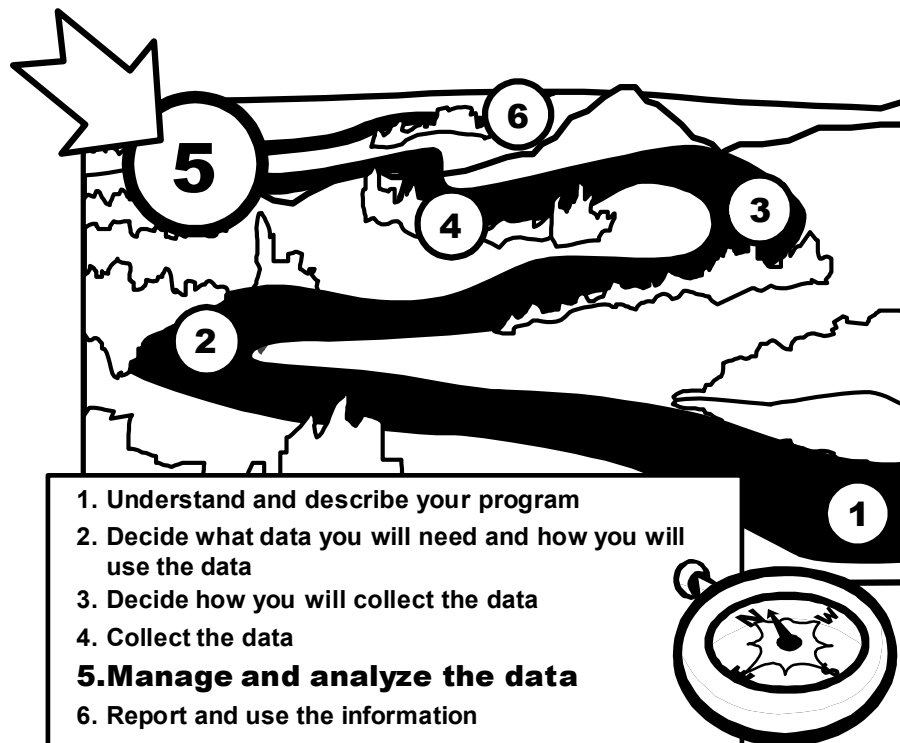 6
5
3
4
2
1
1. Understand and describe your program
2. Decide what data you will need and how you will
use the data
3. Decide how you will collect the data
4. Collect the data
5.Manage and analyze the data
6. Report and use the information
N W
S